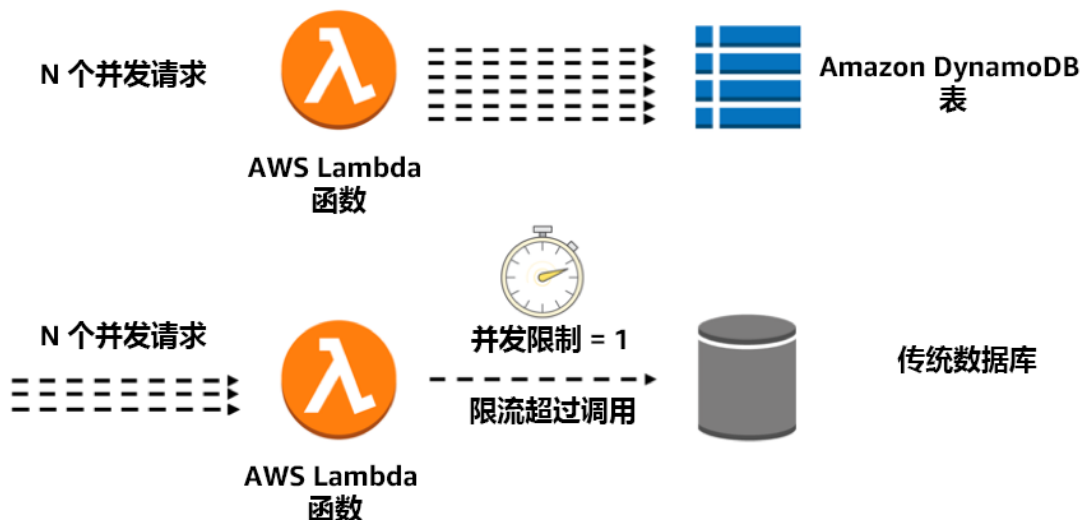 N 个并发请求
Amazon DynamoDB
表
AWS Lambda
函数
N 个并发请求
并发限制 = 1
传统数据库
限流超过调用
AWS Lambda
函数